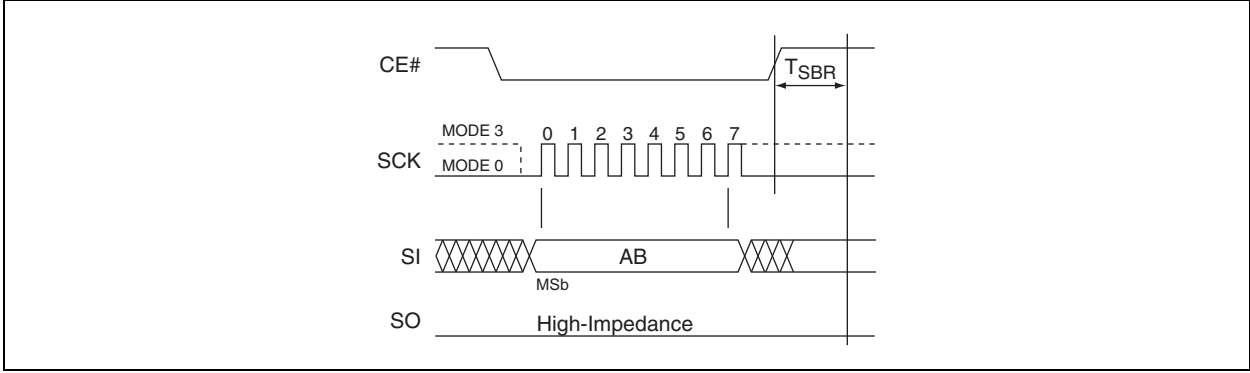 CE#
TSBR
MODE 3
0 1 2 3 4 5 6 7
SCK
MODE 0
SI
AB
MSb
SO
High-Impedance